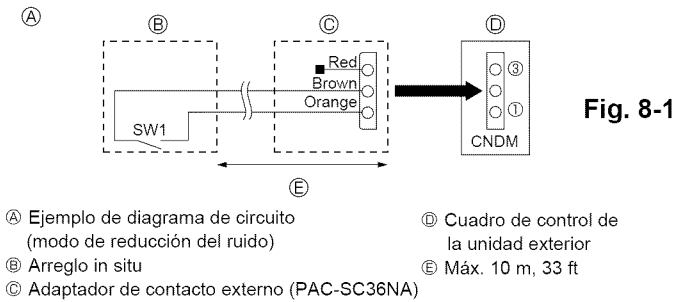 Ⓐ
Ⓑ
Ⓒ
Ⓓ
Red
Brown
Orange
SW1
③
①
CNDM
Fig. 8-1
Ⓔ
Ⓐ Ejemplo de diagrama de circuito
(modo de reducción del ruido)
Ⓑ Arreglo in situ
Ⓒ Adaptador de contacto externo (PAC-SC36NA)
Ⓓ Cuadro de control de
la unidad exterior
Ⓔ Máx. 10 m, 33 ft